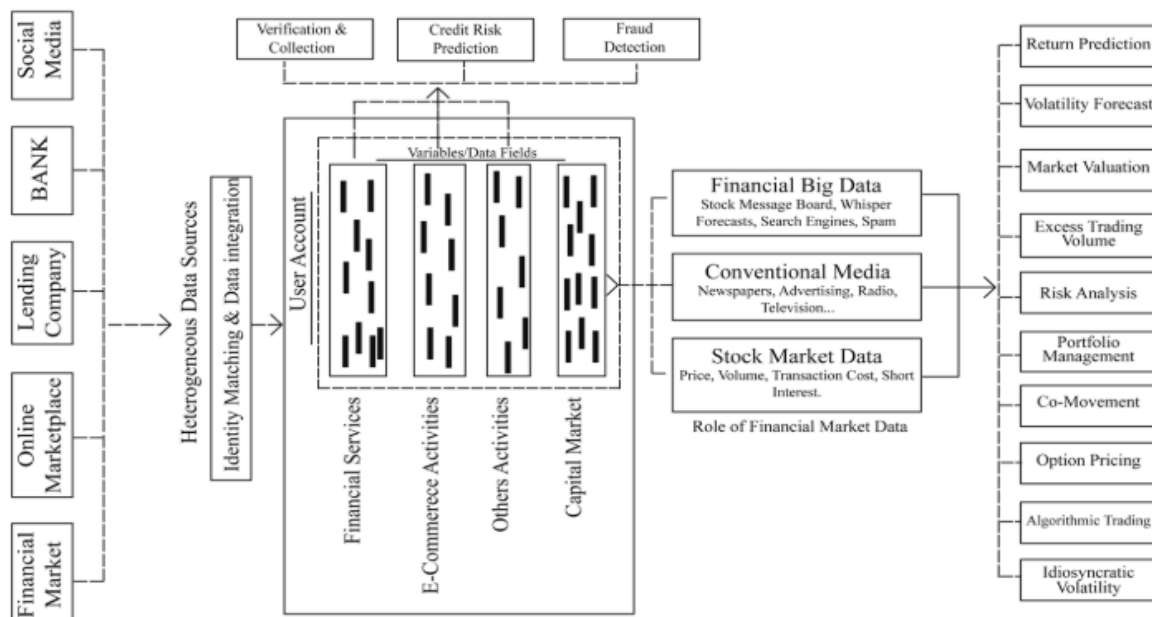 Social
Media
BANK
Lending
Company
Online
Marketplace
Financial
Market
Heterogeneous Data Sources
Identity Matching & Data integration
Verification &
Collection
Credit Risk
Prediction
Fraud
Detection
Variables/Data Fields
User Account
Financial Services
E-Commerece Activities
Others Activities
Capital Market
Financial Big Data
Stock Message Board, Whisper
Forecasts, Search Engines, Spam
Conventional Media
Newspapers, Advertising, Radio,
Television...
Stock Market Data
Price, Volume, Transaction Cost, Short
Interest.
Role of Financial Market Data
Return Prediction
Volatility Forecast
Market Valuation
Excess Trading
Volume
Risk Analysis
Portfolio
Management
Co-Movement
Option Pricing
Algorithmic Trading
Idiosyncratic
Volatility